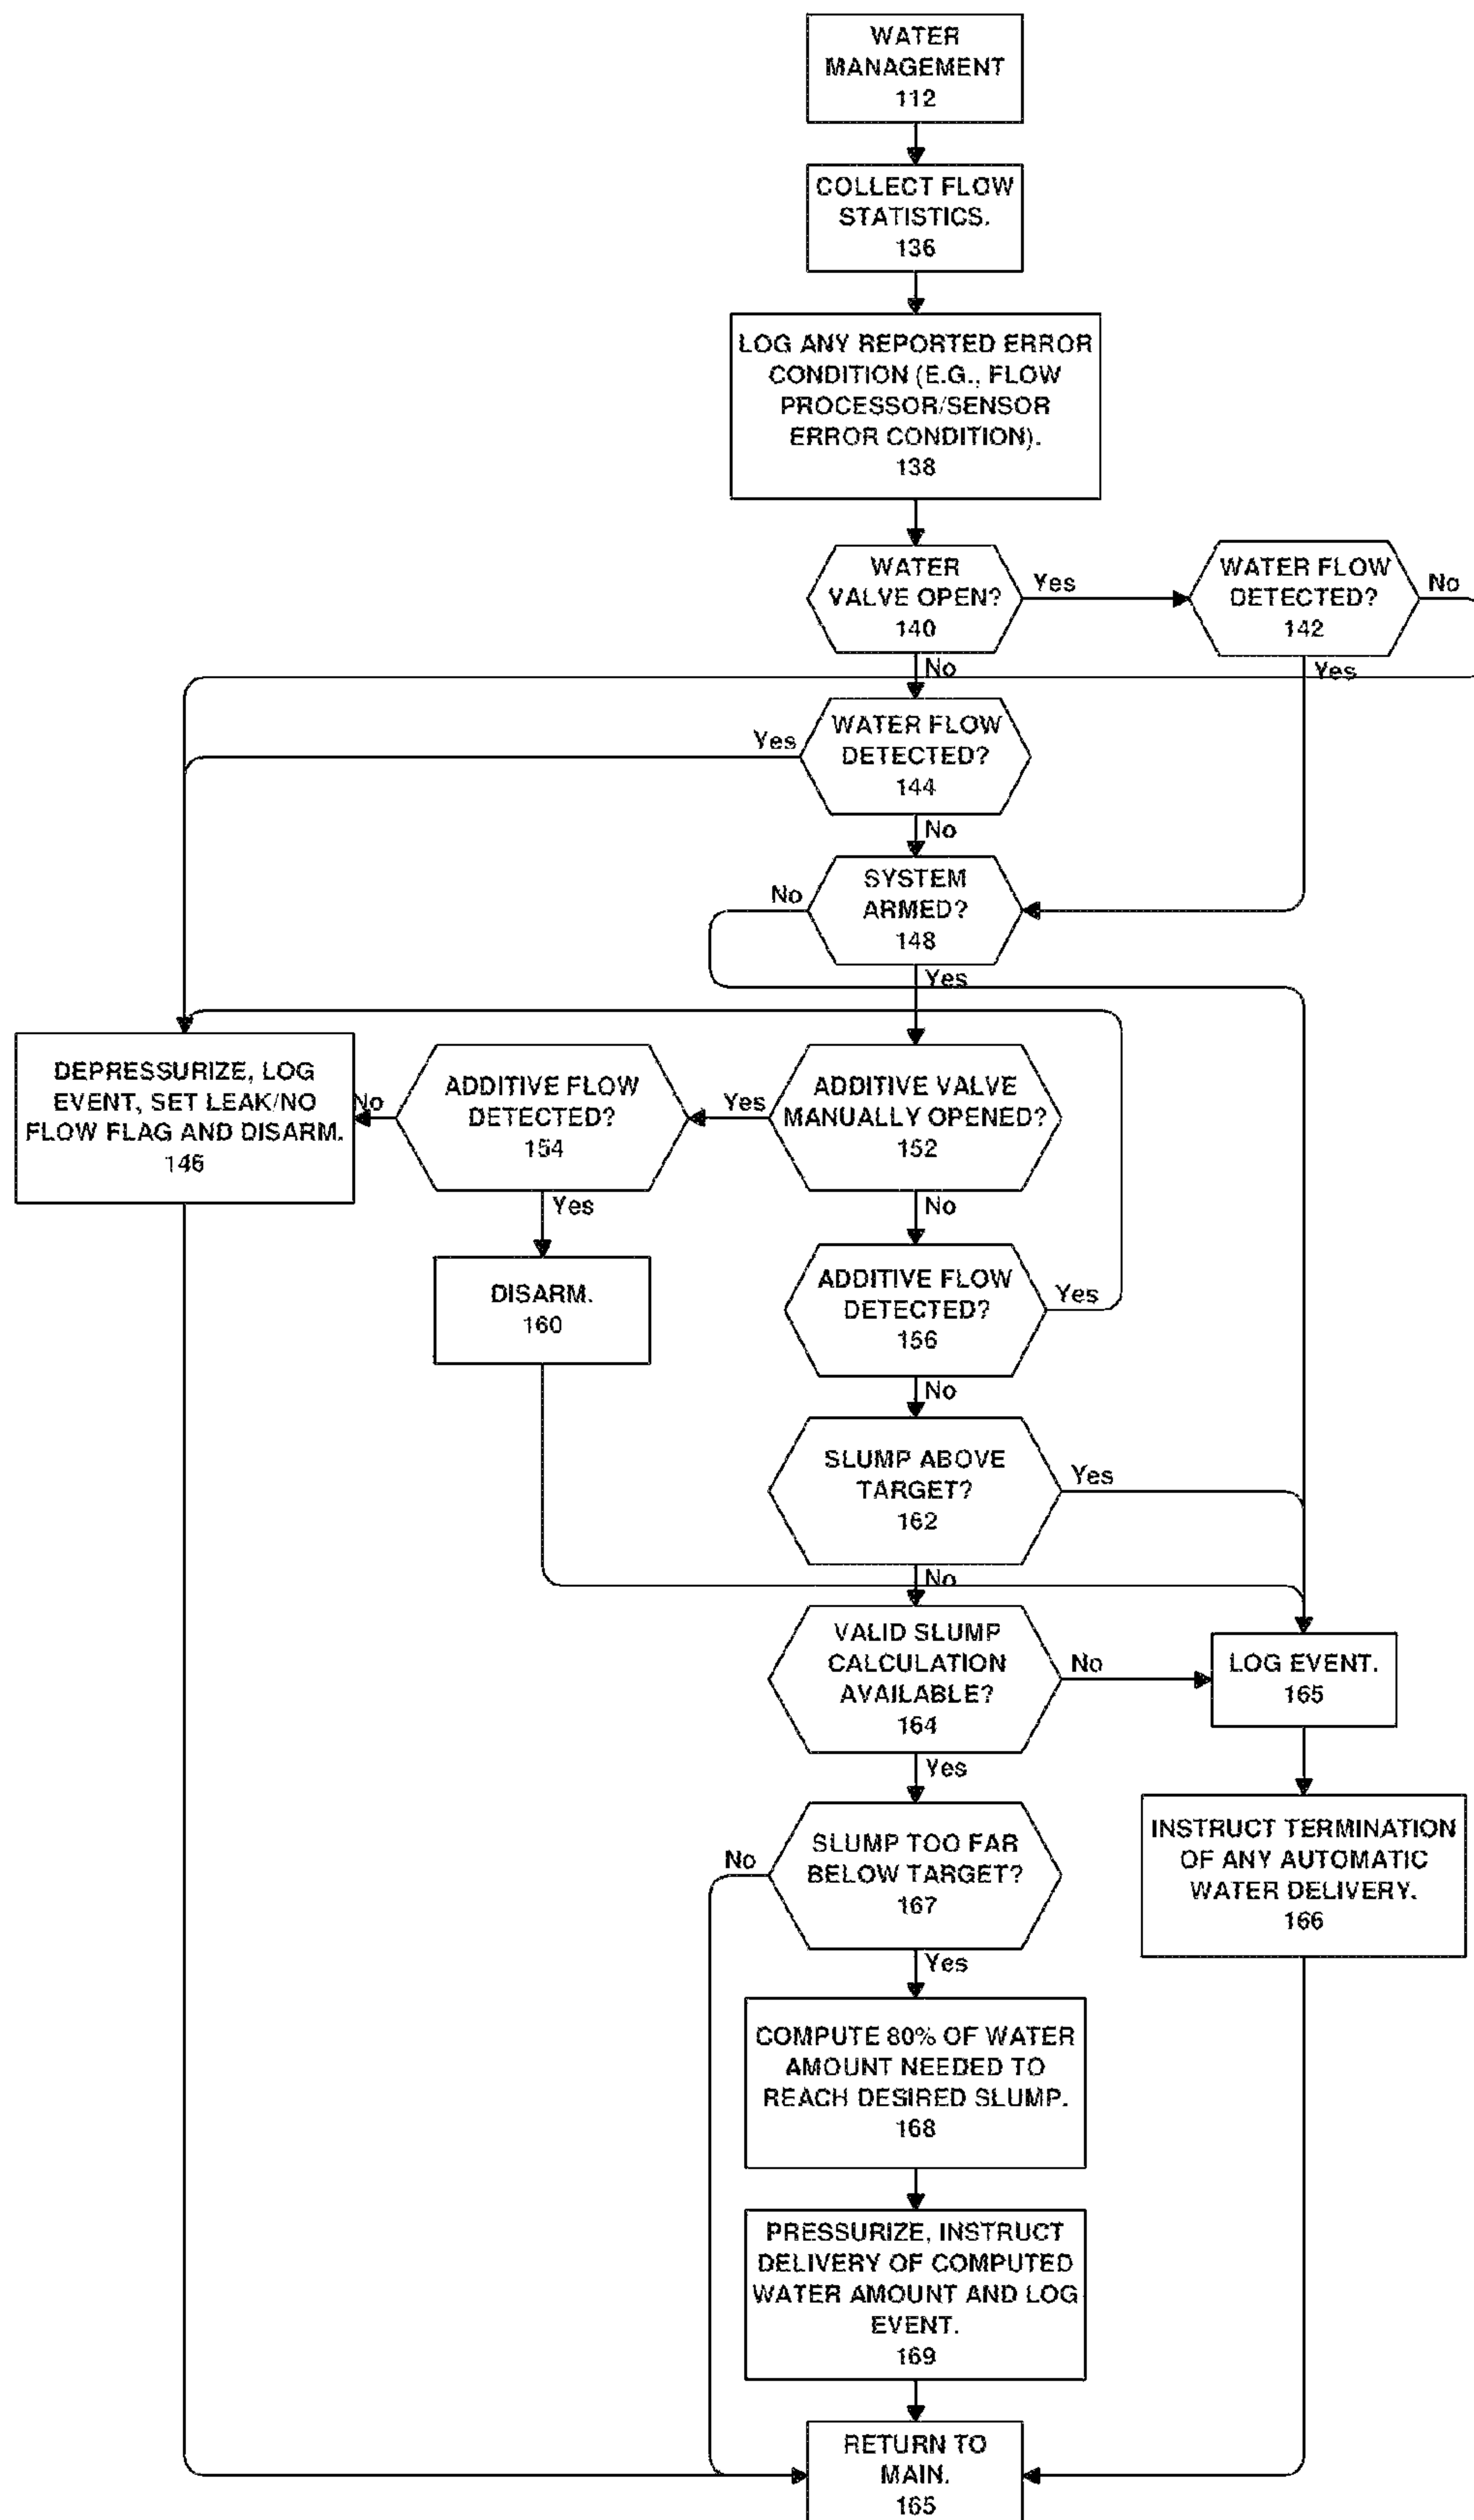 WATER
MANAGEMENT
112
COLLECT FLOW
STATISTICS.
136
LOG ANY REPORTED ERROR
CONDITION (E.G., FLOW
PROCESSOR/SENSOR
ERROR CONDITION).
138
WATER
VALVE OPEN?
140
Yes
WATER FLOW
DETECTED?
142
No
No
Yes
WATER FLOW
DETECTED?
144
Yes
No
SYSTEM
ARMED?
148
No
Yes
DEPRESSURIZE, LOG
EVENT, SET LEAK/NO
FLOW FLAG AND DISARM.
146
No
ADDITIVE FLOW
DETECTED?
154
Yes
ADDITIVE VALVE
MANUALLY OPENED?
152
Yes
No
DISARM.
160
ADDITIVE FLOW
DETECTED?
156
Yes
No
SLUMP ABOVE
TARGET?
162
Yes
No
VALID SLUMP
CALCULATION
AVAILABLE?
164
No
LOG EVENT.
165
Yes
INSTRUCT TERMINATION
OF ANY AUTOMATIC
WATER DELIVERY.
166
No
SLUMP TOO FAR
BELOW TARGET?
167
Yes
COMPUTE 80% OF WATER
AMOUNT NEEDED TO
REACH DESIRED SLUMP.
168
PRESSURIZE, INSTRUCT
DELIVERY OF COMPUTED
WATER AMOUNT AND LOG
EVENT.
169
RETURN TO
MAIN.
165